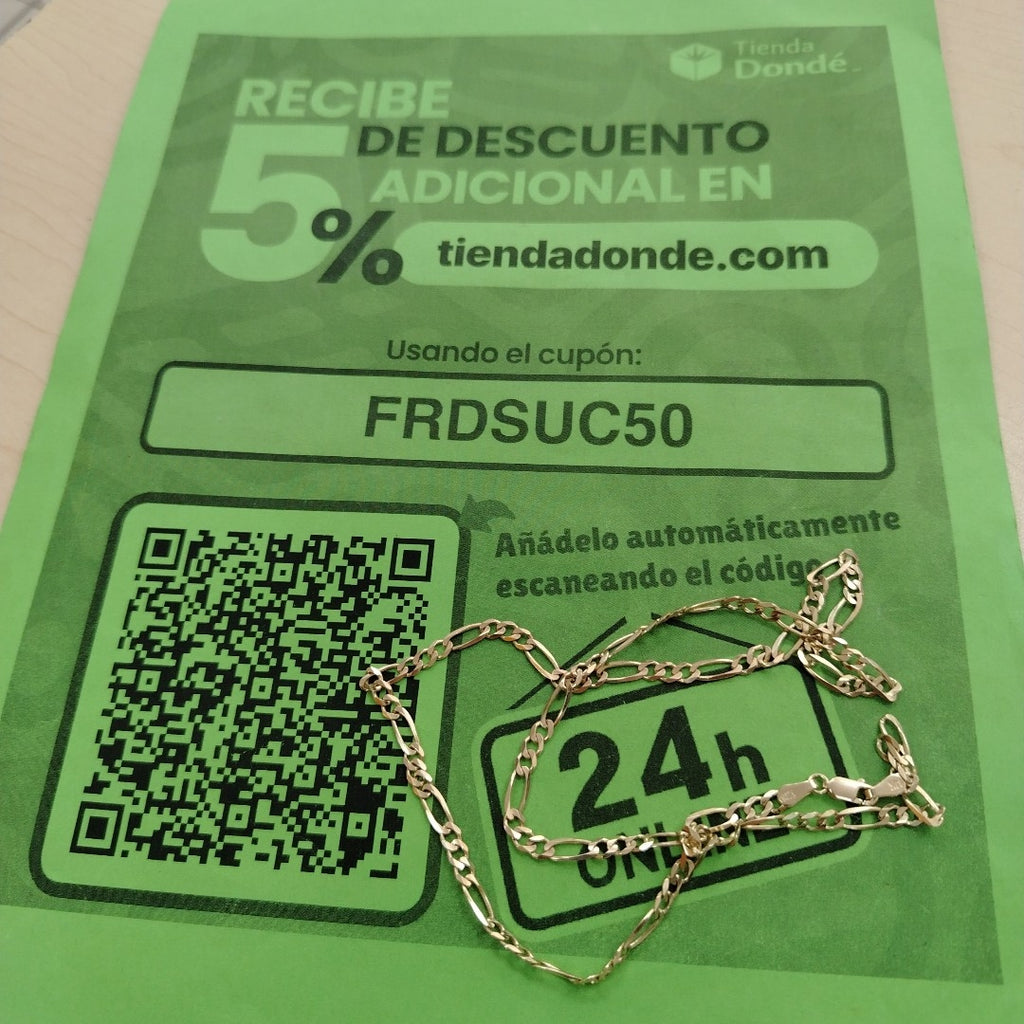 Tienda
Dondé
RECIBE
5% DE DESCUENTO
ADICIONAL EN
tiendadonde.com
Usando el cupón:
FRDSUC50
Añádelo automáticamente
escaneando el código
24h